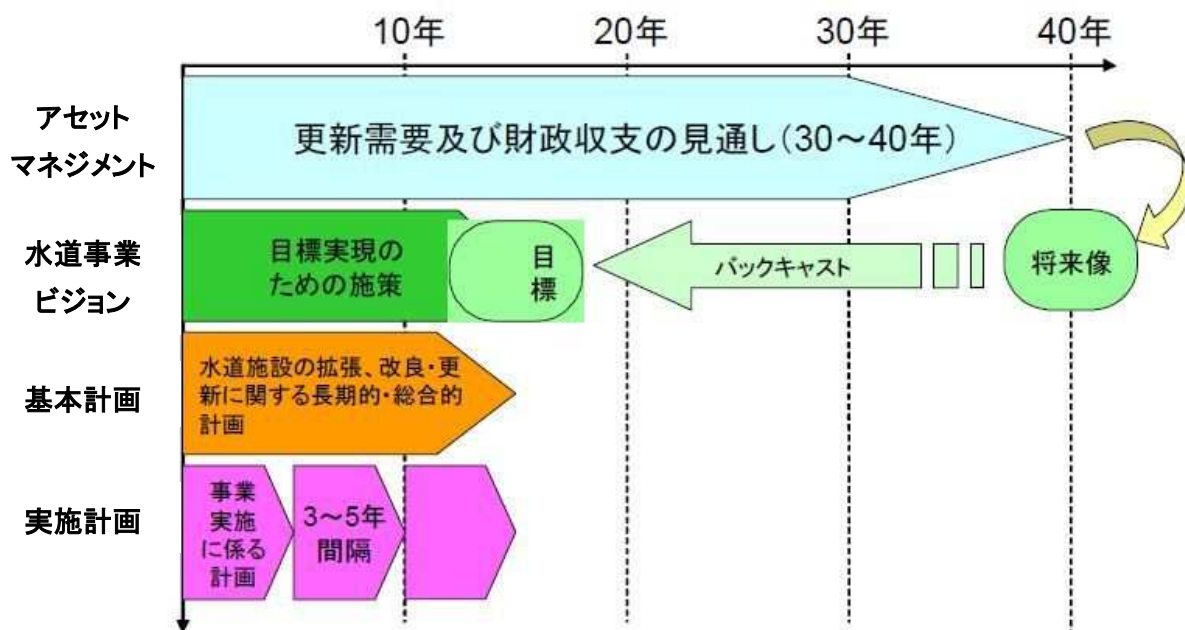 10年
20年
30年
40年
アセット
マネジメント
更新需要及び財政収支の見通し(30～40年)
水道事業
ビジョン
目標実現の
ための施策
目
標
バックキャスト
将来像
基本計画
水道施設の拡張、改良・更
新に関する長期的・総合的
計画
実施計画
事業
実施
に係る
計画
3～5年
間隔